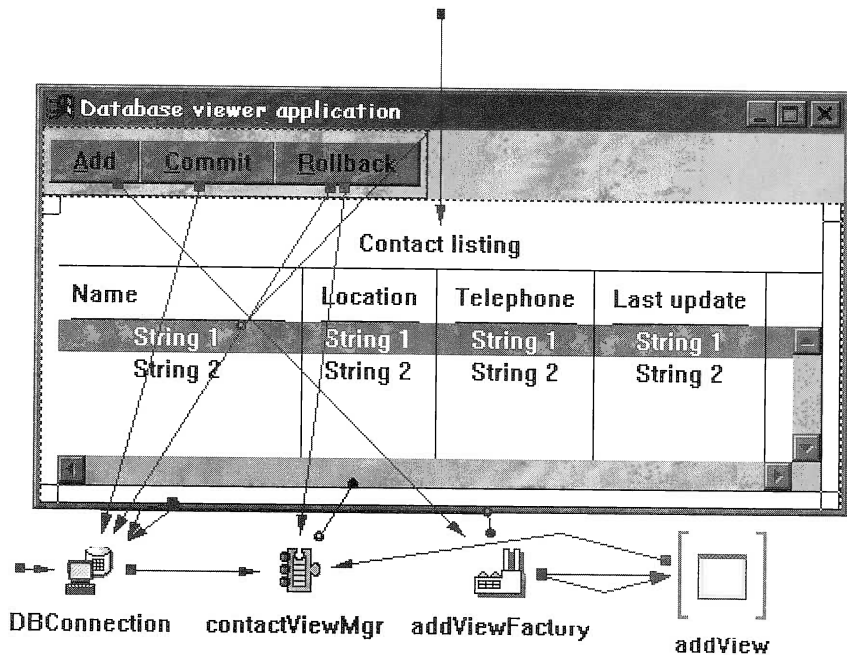 Database viewer application
Add Commit Rollback
Contact listing
Name Location Telephone Last update
String 1 String 1 String 1 String 1
String 2 String 2 String 2 String 2
DBConnection contactViewMgr addViewFactory addView